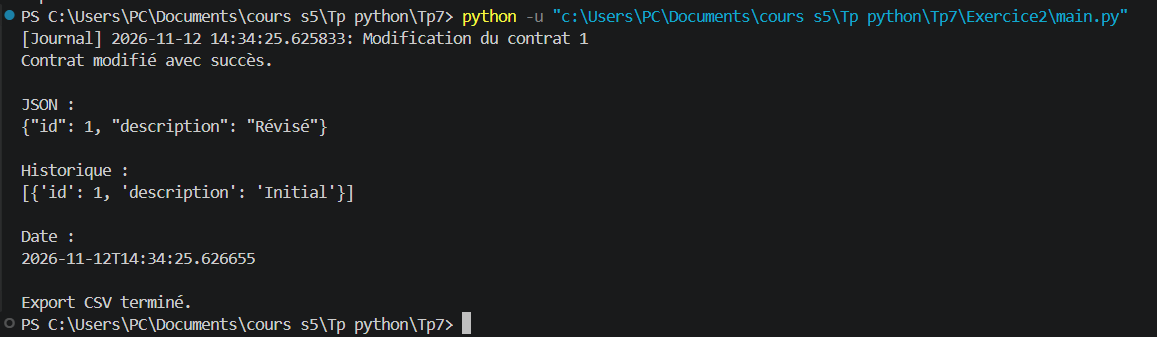 PS C:\Users\PC\Documents\cours s5\Tp python\Tp7> python -u "c:\Users\PC\Documents\cours s5\Tp python\Tp7\Exercice2\main.py"
[Journal] 2026-11-12 14:34:25.625833: Modification du contrat 1
Contrat modifié avec succès.
JSON :
{"id": 1, "description": "Révisé"}
Historique :
[{'id': 1, 'description': 'Initial'}]
Date :
2026-11-12T14:34:25.626655
Export CSV terminé.
PS C:\Users\PC\Documents\cours s5\Tp python\Tp7>